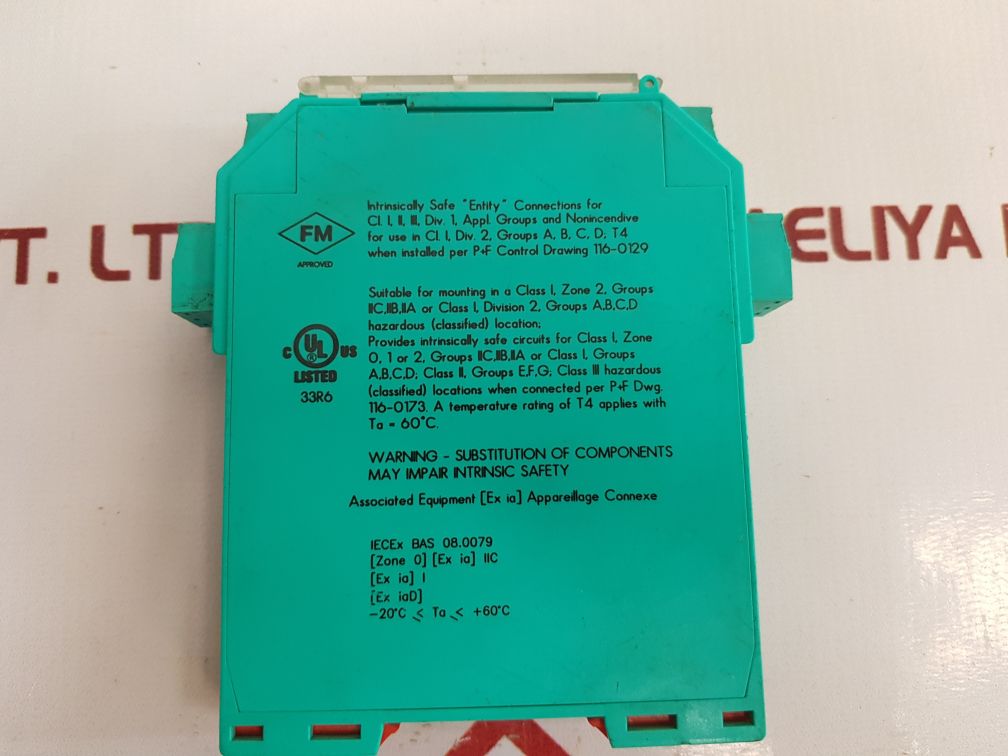 T. LT
ELIYA
FM
APPROVED
Intrinsically Safe "Entity" Connections for
Cl. I, II, III, Div. 1, Appl. Groups and Nonincendive
for use in Cl. I, Div. 2, Groups A, B, C, D; T4
when installed per P+F Control Drawing 116-0129
C UL US
LISTED
33R6
Suitable for mounting in a Class I, Zone 2, Groups
IIC,IIB,IIA or Class I, Division 2, Groups A,B,C,D
hazardous (classified) location;
Provides intrinsically safe circuits for Class I, Zone
0, 1 or 2, Groups IIC,IIB,IIA or Class I, Groups
A,B,C,D; Class II, Groups E,F,G; Class III hazardous
(classified) locations when connected per P+F Dwg.
116-0173. A temperature rating of T4 applies with
Ta = 60°C.
WARNING - SUBSTITUTION OF COMPONENTS
MAY IMPAIR INTRINSIC SAFETY
Associated Equipment [Ex ia] Appareillage Connexe
IECEx BAS 08.0079
[Zone 0] [Ex ia] IIC
[Ex ia] I
[Ex iaD]
-20°C ≤ Ta ≤ +60°C